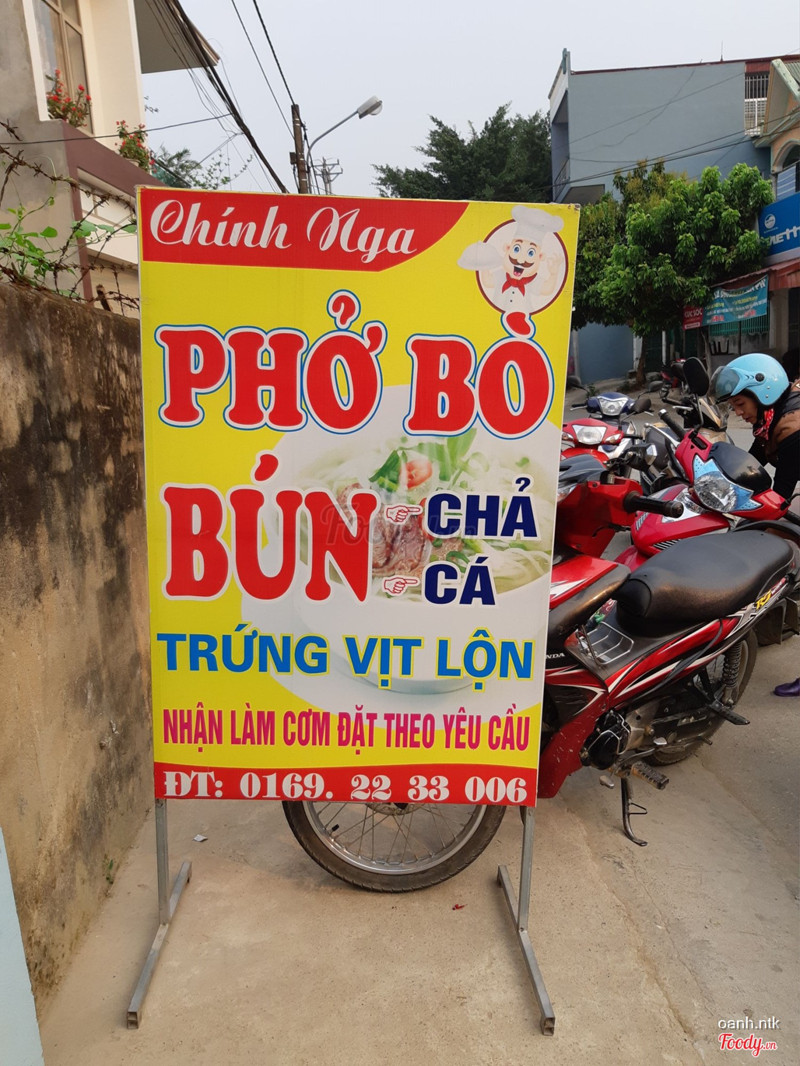 Chính Nga
PHỞ BÒ
BÚN
CHẢ
CÁ
TRỨNG VỊT LỘN
NHẬN LÀM CƠM ĐẶT THEO YÊU CẦU
ĐT: 0169. 22 33 006
oanh.ntk
Foody.vn